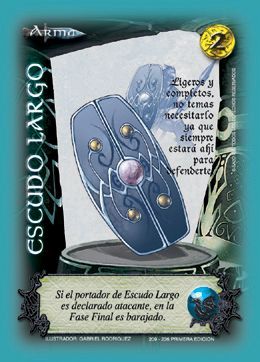 Arma
2
ESCUDO LARGO
Ligeros y
completos,
no temas
necesitarlo
ya que
siempre
estará ahí
para
defenderte.
Si el portador de Escudo Largo
es declarado atacante, en la
Fase Final es barajado.
ILUSTRADOR: GABRIEL RODRIGUEZ 209 - 236 PRIMERA EDICION